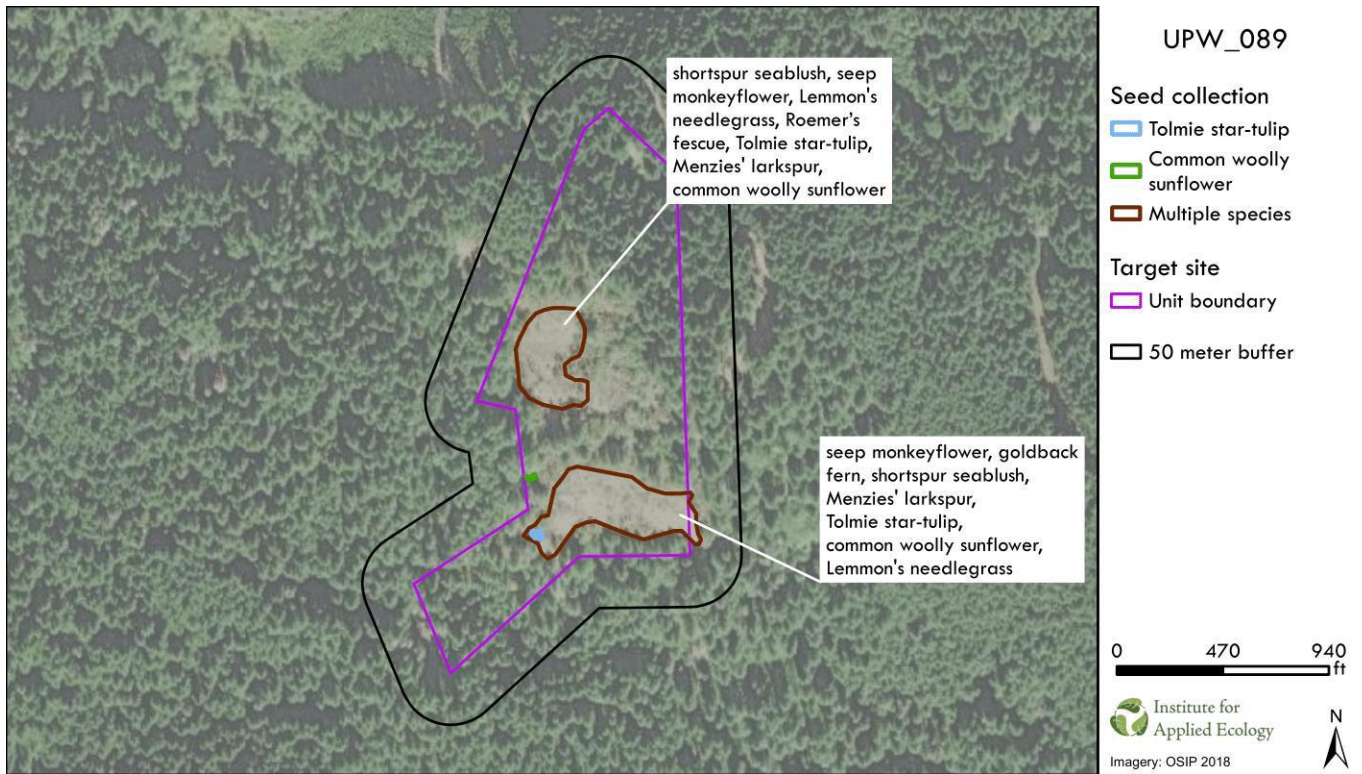 shortspur seablush, seep
monkeyflower, Lemmon's
needlegrass, Roemer's
fescue, Tolmie star-tulip,
Menzies' larkspur,
common woolly sunflower
seep monkeyflower, goldback
fern, shortspur seablush,
Menzies' larkspur,
Tolmie star-tulip,
common woolly sunflower,
Lemmon's needlegrass
UPW_089
Seed collection
Tolmie star-tulip
Common woolly
sunflower
Multiple species
Target site
Unit boundary
50 meter buffer
0 470 940
ft
Institute for
Applied Ecology
N
Imagery: OSIP 2018